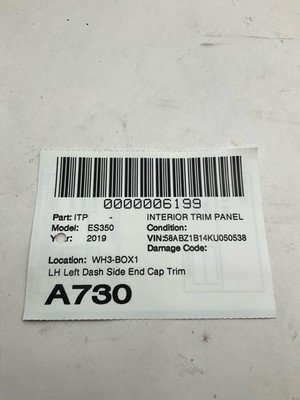 0000006199
Part: ITP - INTERIOR TRIM PANEL
Model: ES350 Condition:
Year: 2019 VIN:58ABZ1B14KU050538
Damage Code:
Location: WH3-BOX1
LH Left Dash Side End Cap Trim
A730